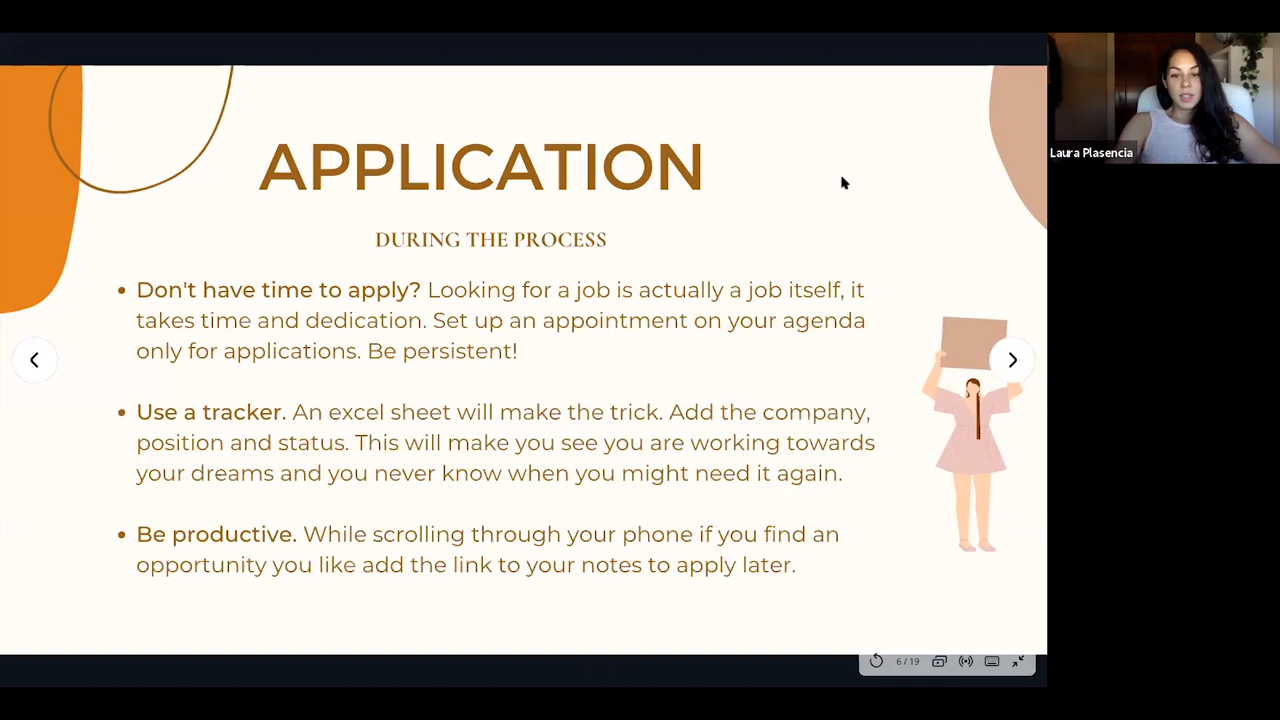 APPLICATION
DURING THE PROCESS
• Don't have time to apply? Looking for a job is actually a job itself, it
takes time and dedication. Set up an appointment on your agenda
only for applications. Be persistent!
• Use a tracker. An excel sheet will make the trick. Add the company,
position and status. This will make you see you are working towards
your dreams and you never know when you might need it again.
• Be productive. While scrolling through your phone if you find an
opportunity you like add the link to your notes to apply later.
Laura Plasencia
6 / 19